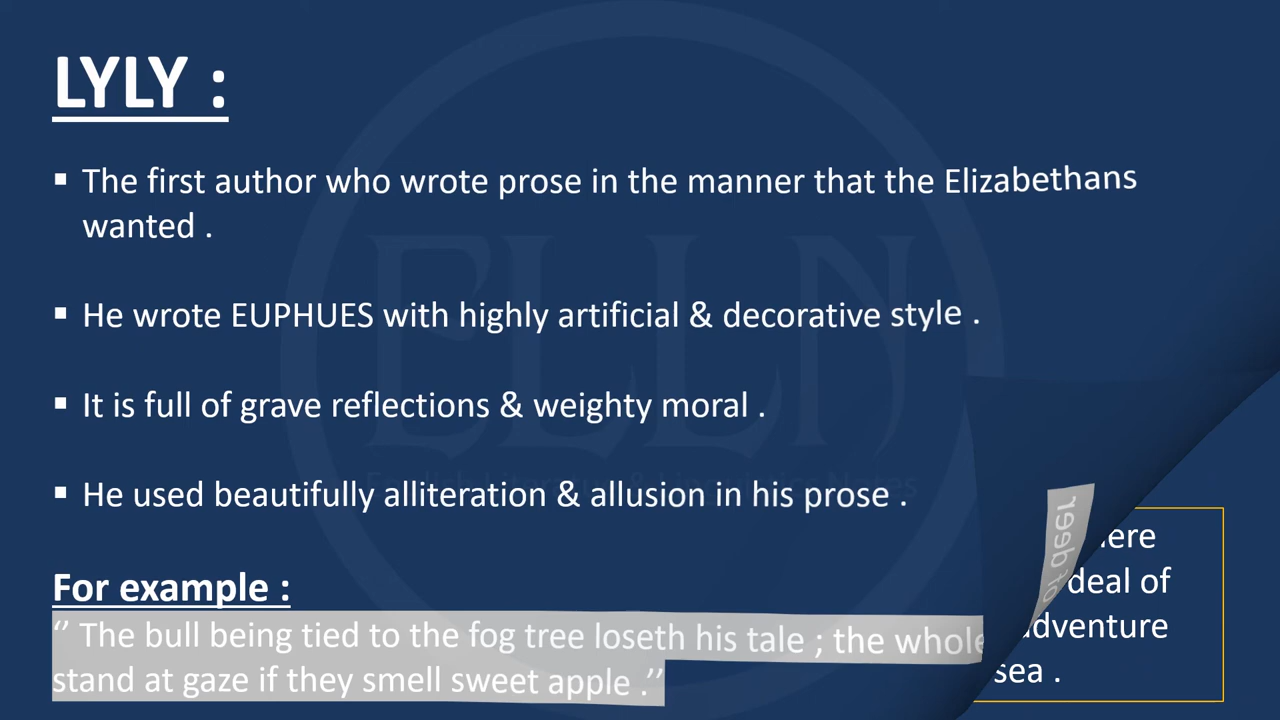 LYLY :
▪ The first author who wrote prose in the manner that the Elizabethans
wanted .
▪ He wrote EUPHUES with highly artificial & decorative style .
▪ It is full of grave reflections & weighty moral .
▪ He used beautifully alliteration & allusion in his prose .
For example :
‘’ The bull being tied to the fog tree loseth his tale ; the whole
stand at gaze if they smell sweet apple .’’
of deer
deal of
sea .
ELLN